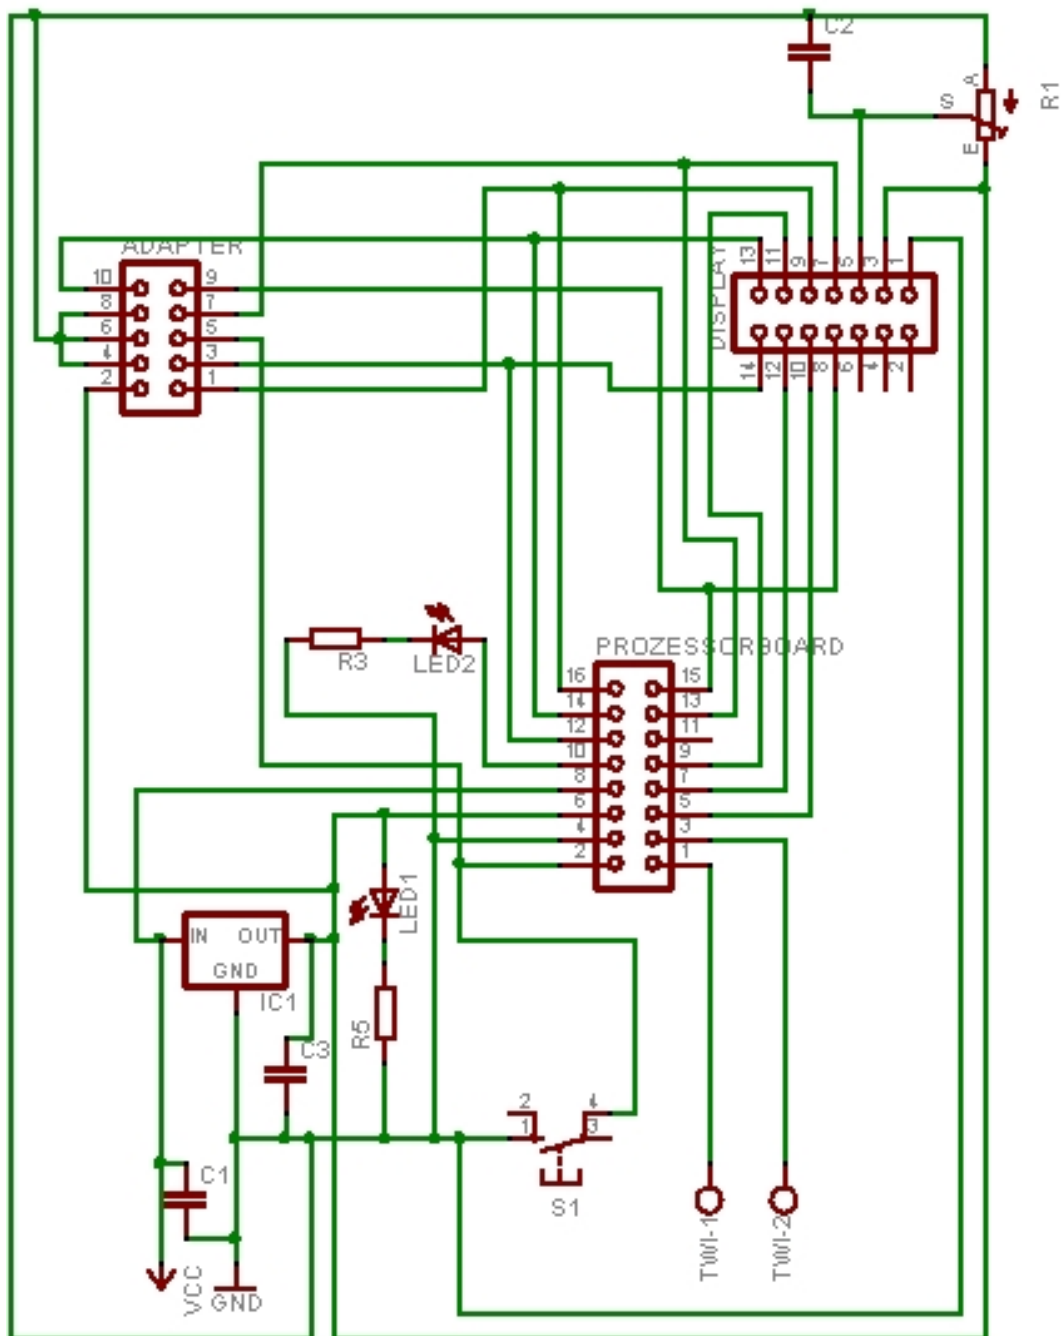 C2
A
S
R1
E
ADAPTER
10 9
8 7
6 5
4 3
2 1
DISPLAY
13 11 9 7 5 3 1
14 12 10 8 6 4 2
R3
LED2
PROZESSORBOARD
16 15
14 13
12 11
10 9
8 7
6 5
4 3
2 1
LED1
IN OUT
GND
IC1
R5
C3
2 4
1 3
C1
S1
TWI-1
TWI-2
VCC
GND